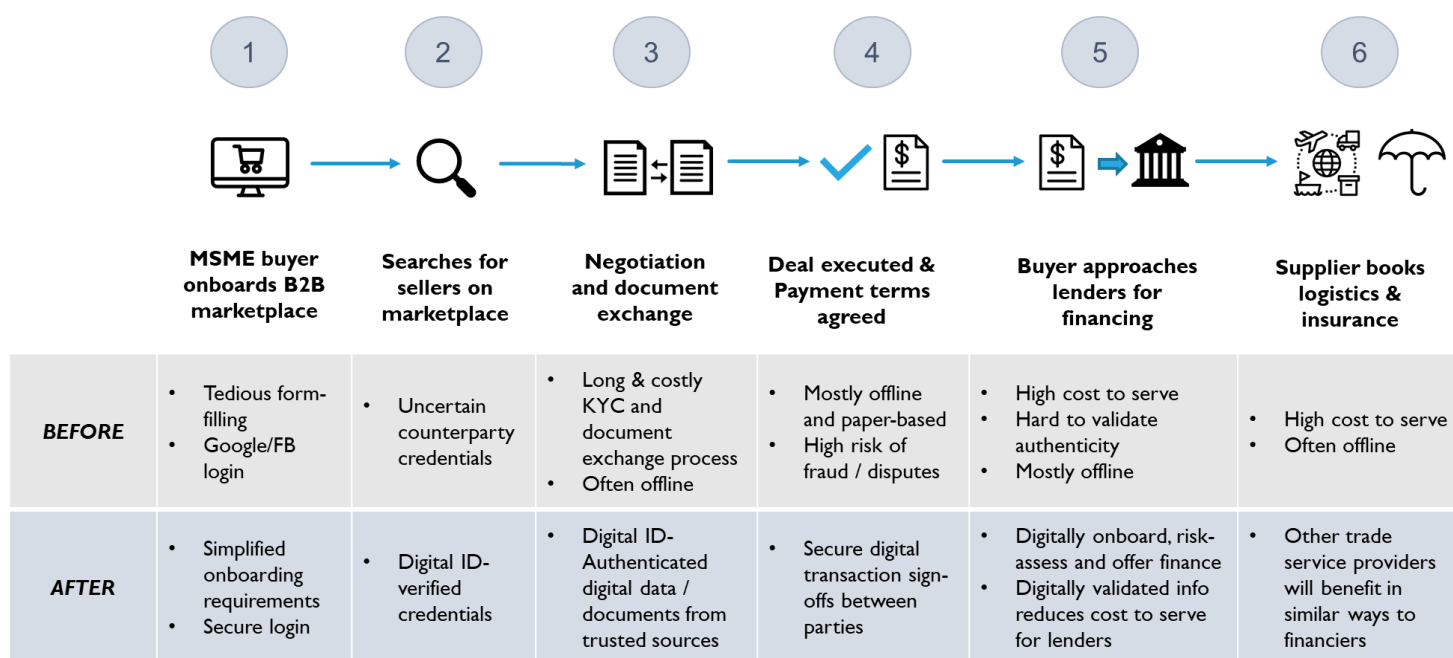 1
2
3
4
5
6
$
$
MSME buyer
onboards B2B
marketplace
Searches for
sellers on
marketplace
Negotiation
and document
exchange
Deal executed &
Payment terms
agreed
Buyer approaches
lenders for
financing
Supplier books
logistics &
insurance
BEFORE
• Tedious form-
filling
• Google/FB
login
• Uncertain
counterparty
credentials
• Long & costly
KYC and
document
exchange process
• Often offline
• Mostly offline
and paper-based
• High risk of
fraud / disputes
• High cost to serve
• Hard to validate
authenticity
• Mostly offline
• High cost to serve
• Often offline
AFTER
• Simplified
onboarding
requirements
• Secure login
• Digital ID-
verified
credentials
• Digital ID-
Authenticated
digital data /
documents from
trusted sources
• Secure digital
transaction sign-
offs between
parties
• Digitally onboard, risk-
assess and offer finance
• Digitally validated info
reduces cost to serve
for lenders
• Other trade
service providers
will benefit in
similar ways to
financiers